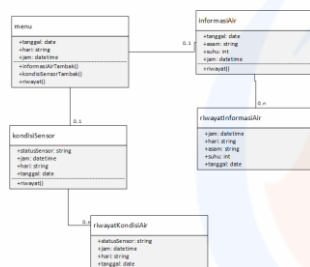 menu
+tanggal: date
+hari: string
+jam: datetime
+informasiAirTambak()
+kondisiSensorTambak()
+riwayat()
informasiAir
+tanggal: date
+asam: string
+suhu: int
+jam: datetime
+riwayat()
0..1
0..n
riwayatInformasiAir
+jam: datetime
+hari: string
+asam: string
+suhu: int
+tanggal: date
0..1
kondisiSensor
+statusSensor: string
+jam: datetime
+hari: string
+tanggal: date
+riwayat()
0..n
riwayatKondisiAir
+statusSensor: string
+jam: datetime
+hari: string
+tanggal: date